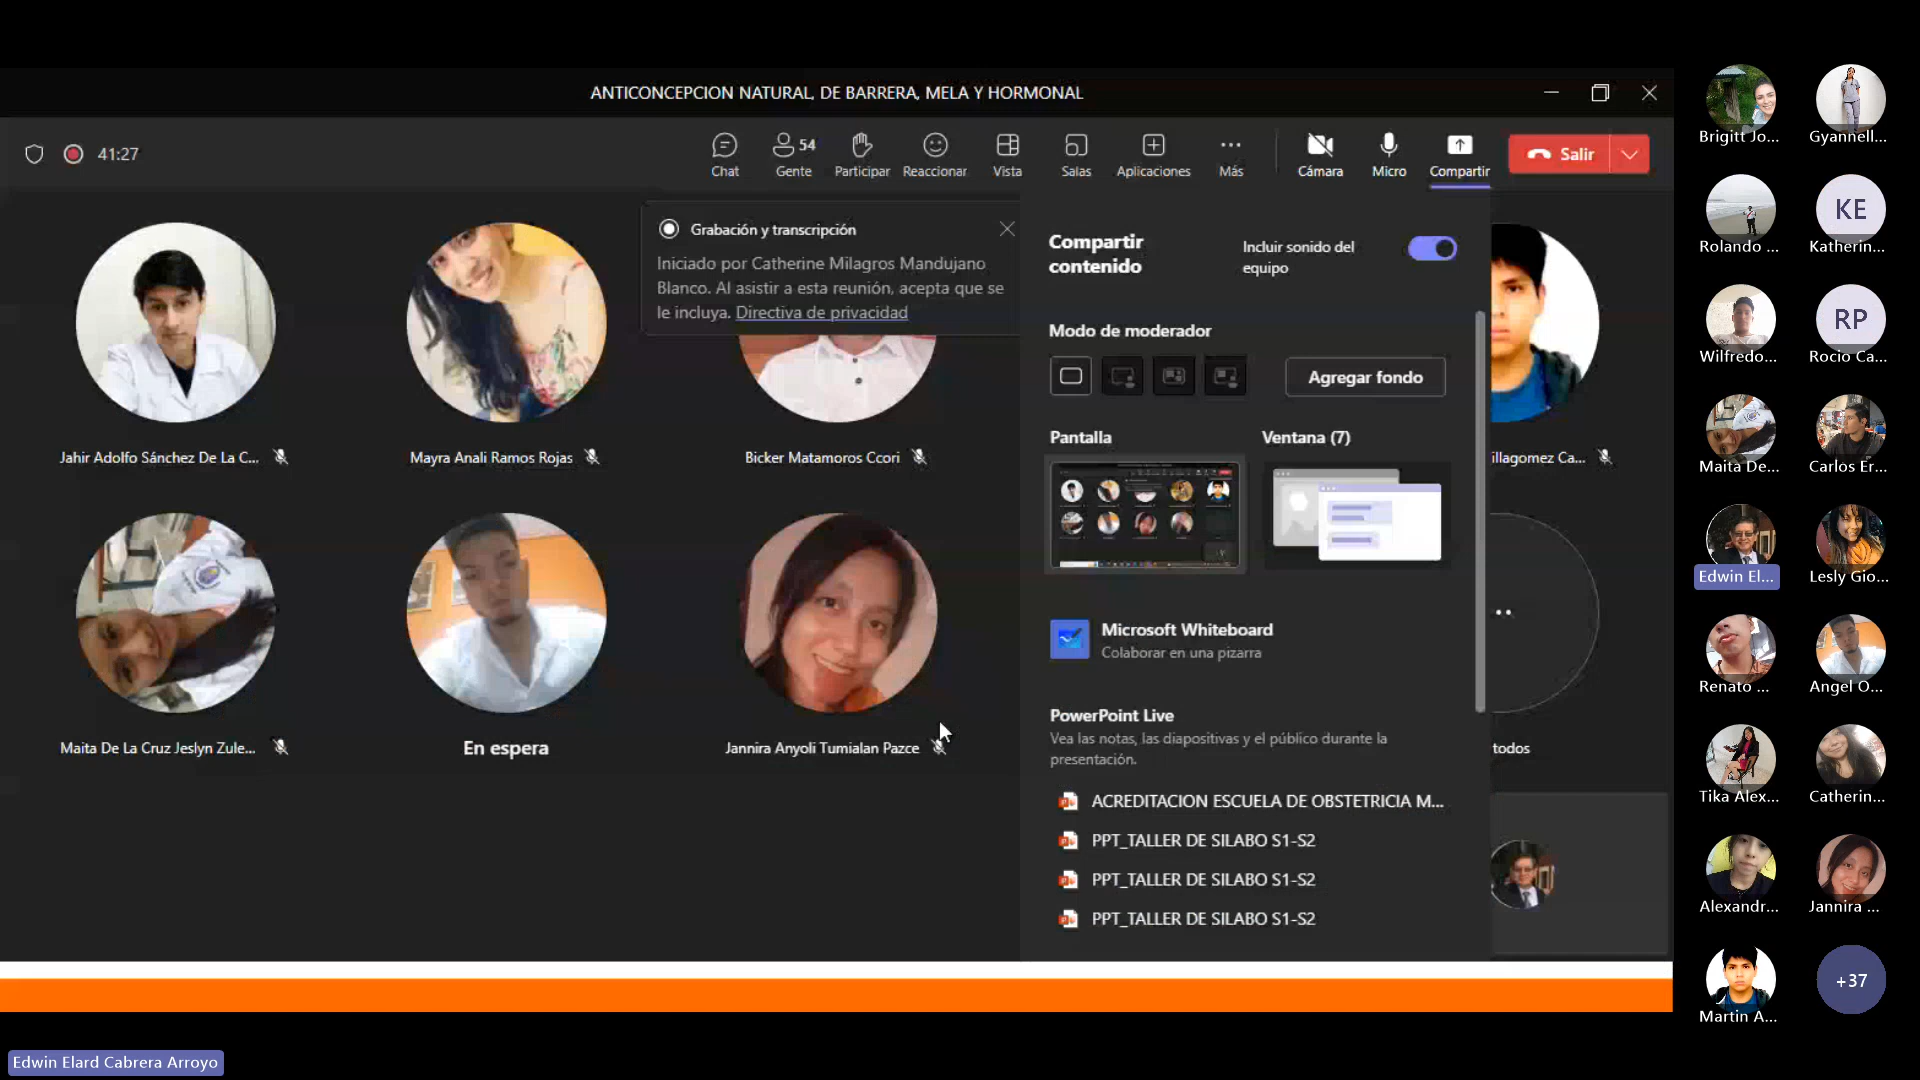 ANTICONCEPCION NATURAL, DE BARRERA, MELA Y HORMONAL
41:27
Chat
54
Gente
Participar
Reaccionar
Vista
Salas
Aplicaciones
Más
Cámara
Micro
Compartir
Salir
Grabación y transcripción
Iniciado por Catherine Milagros Mandujano
Blanco. Al asistir a esta reunión, acepta que se
le incluya. Directiva de privacidad
Compartir
contenido
Incluir sonido del
equipo
Modo de moderador
Agregar fondo
Pantalla
Ventana (7)
Microsoft Whiteboard
Colaborar en una pizarra
PowerPoint Live
Vea las notas, las diapositivas y el público durante la
presentación.
ACREDITACION ESCUELA DE OBSTETRICIA M...
PPT_TALLER DE SILABO S1-S2
PPT_TALLER DE SILABO S1-S2
PPT_TALLER DE SILABO S1-S2
Jahir Adolfo Sánchez De La C...
Mayra Anali Ramos Rojas
Bicker Matamoros Ccori
illagomez Ca...
Maita De La Cruz Jeslyn Zule...
En espera
Jannira Anyoli Tumialan Pazce
todos
Brigitt Jo...
Gyannell...
Rolando ...
KE
Katherin...
Wilfredo...
RP
Rocio Ca...
Maita De...
Carlos Er...
Edwin El...
Lesly Gio...
Renato ...
Angel O...
Tika Alex...
Catherin...
Alexandr...
Jannira ...
Martin A...
+37
Edwin Elard Cabrera Arroyo